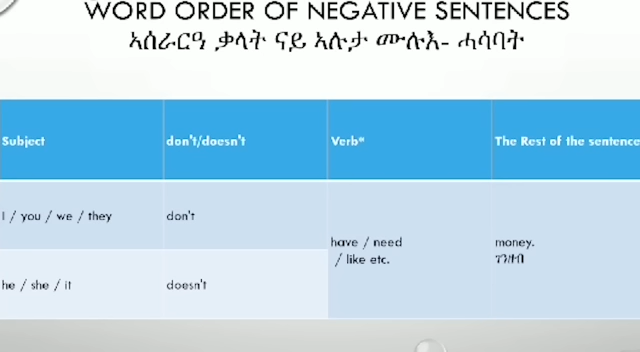 WORD ORDER OF NEGATIVE SENTENCES
ኣሰራርዓ ቃላት ናይ ኣሉታ ሙሉእ- ሓሳባት
Subject don't/doesn't Verb* The Rest of the sentence
I / you / we / they don't
have / need money.
/ like etc. ገንዘብ
he / she / it doesn't